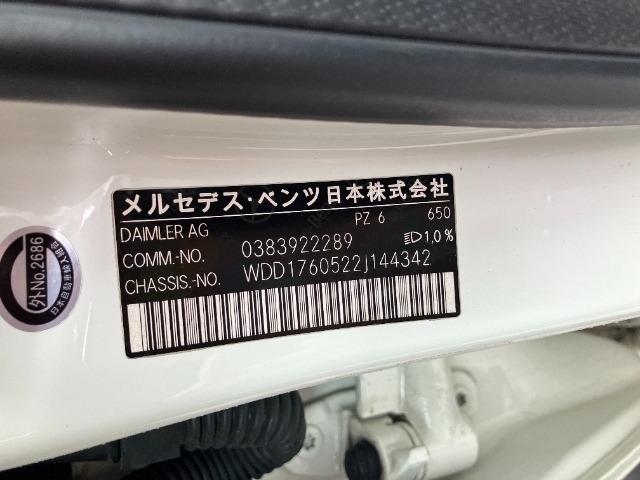 メルセデス・ベンツ日本株式会社
DAIMLER AG PZ 6 650
COMM.-NO. 0383922289 1,0%
CHASSIS.-NO. WDD1760522J144342
外No.2686